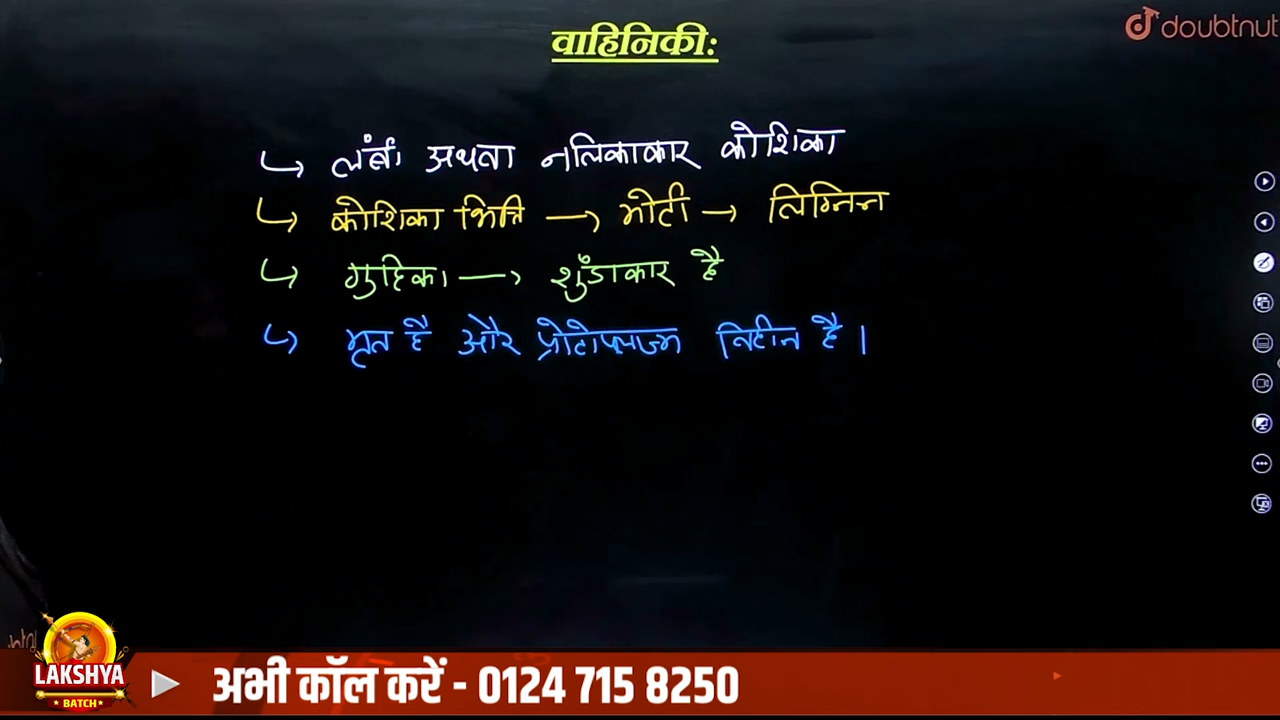 वाहिनिकीः
doubtnut
↳ लंबी अथवा नलिकाकार कोशिका
↳ कोशिका भित्ति → मोटी → लिग्निन
↳ गुहिका → शुंडाकार है
↳ मृत है और प्रोटोप्लाज्म विहीन है।
LAKSHYA
BATCH
अभी कॉल करें - 0124 715 8250